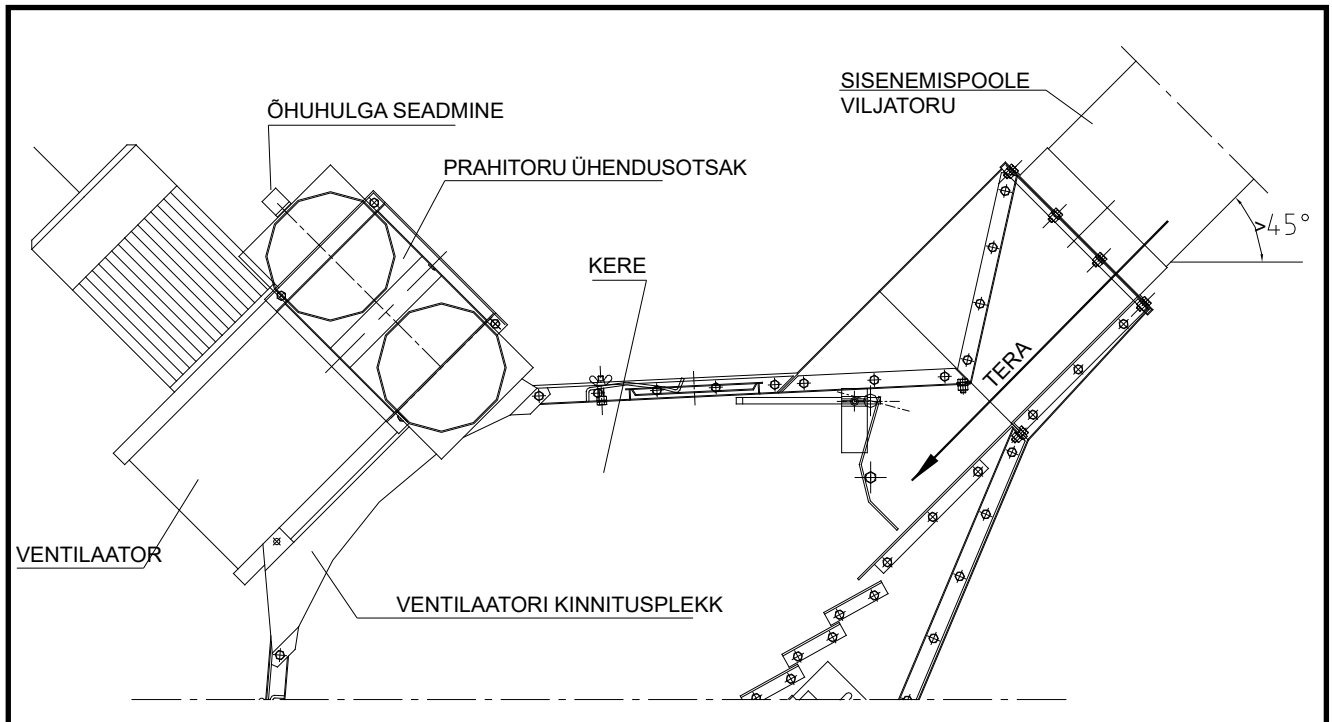 SISENEMISPOOLE
VILJATORU
ÕHUHULGA SEADMINE
PRAHITORU ÜHENDUSOTSAK
>45°
KERE
TERA
VENTILAATOR
VENTILAATORI KINNITUSPLEKK